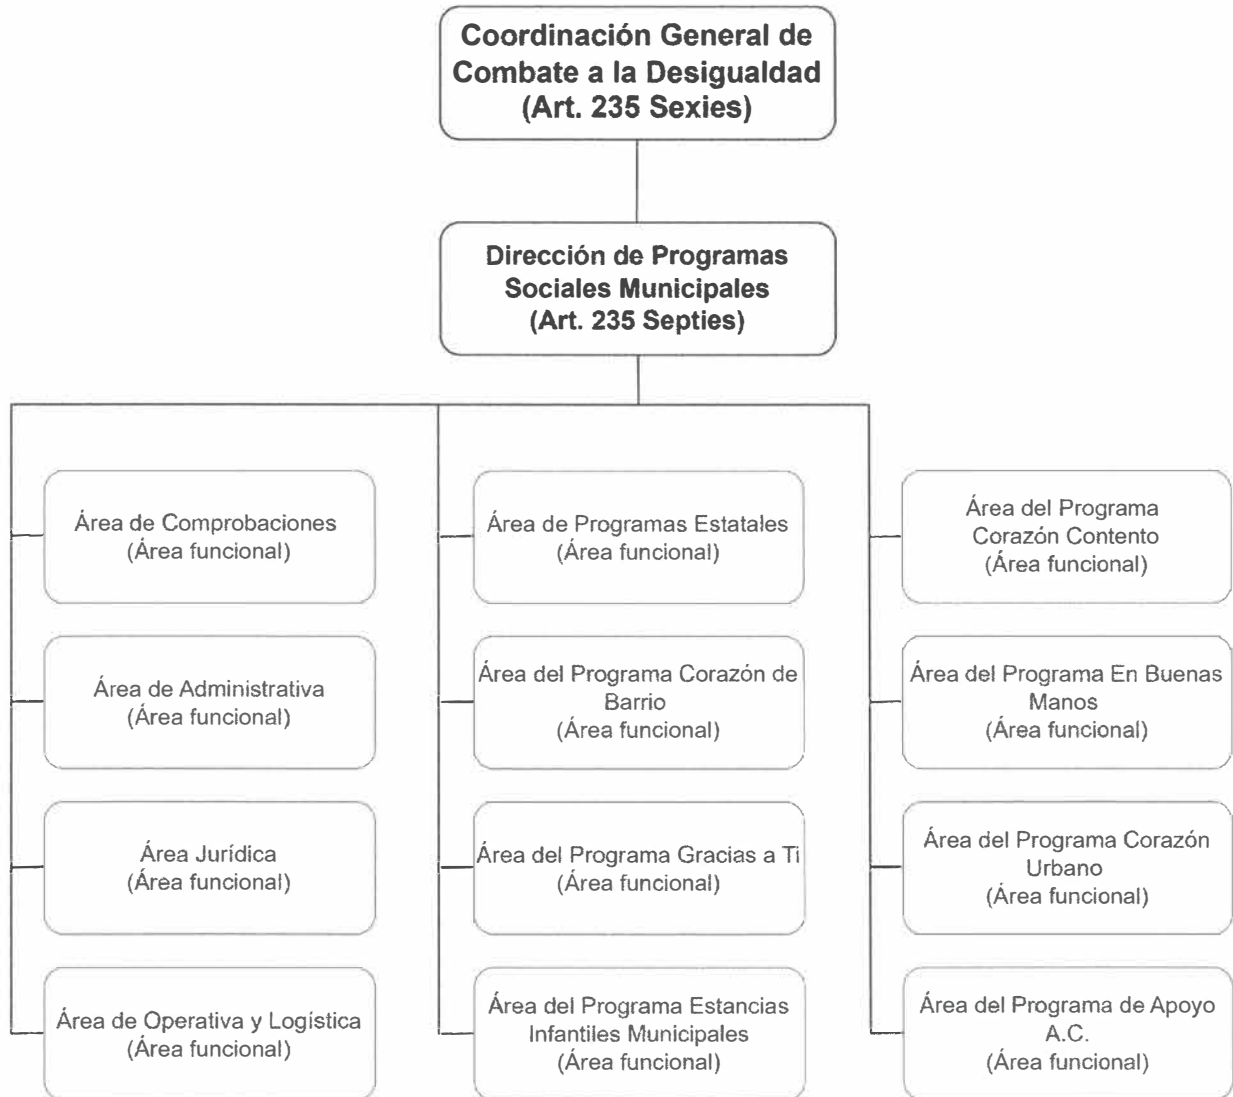 Coordinación General de
Combate a la Desigualdad
(Art. 235 Sexies)
Dirección de Programas
Sociales Municipales
(Art. 235 Septies)
Área de Comprobaciones
(Área funcional)
Área de Administrativa
(Área funcional)
Área Jurídica
(Área funcional)
Área de Operativa y Logística
(Área funcional)
Área de Programas Estatales
(Área funcional)
Área del Programa Corazón de
Barrio
(Área funcional)
Área del Programa Gracias a Ti
(Área funcional)
Área del Programa Estancias
Infantiles Municipales
(Área funcional)
Área del Programa
Corazón Contento
(Área funcional)
Área del Programa En Buenas
Manos
(Área funcional)
Área del Programa Corazón
Urbano
(Área funcional)
Área del Programa de Apoyo
A.C.
(Área funcional)